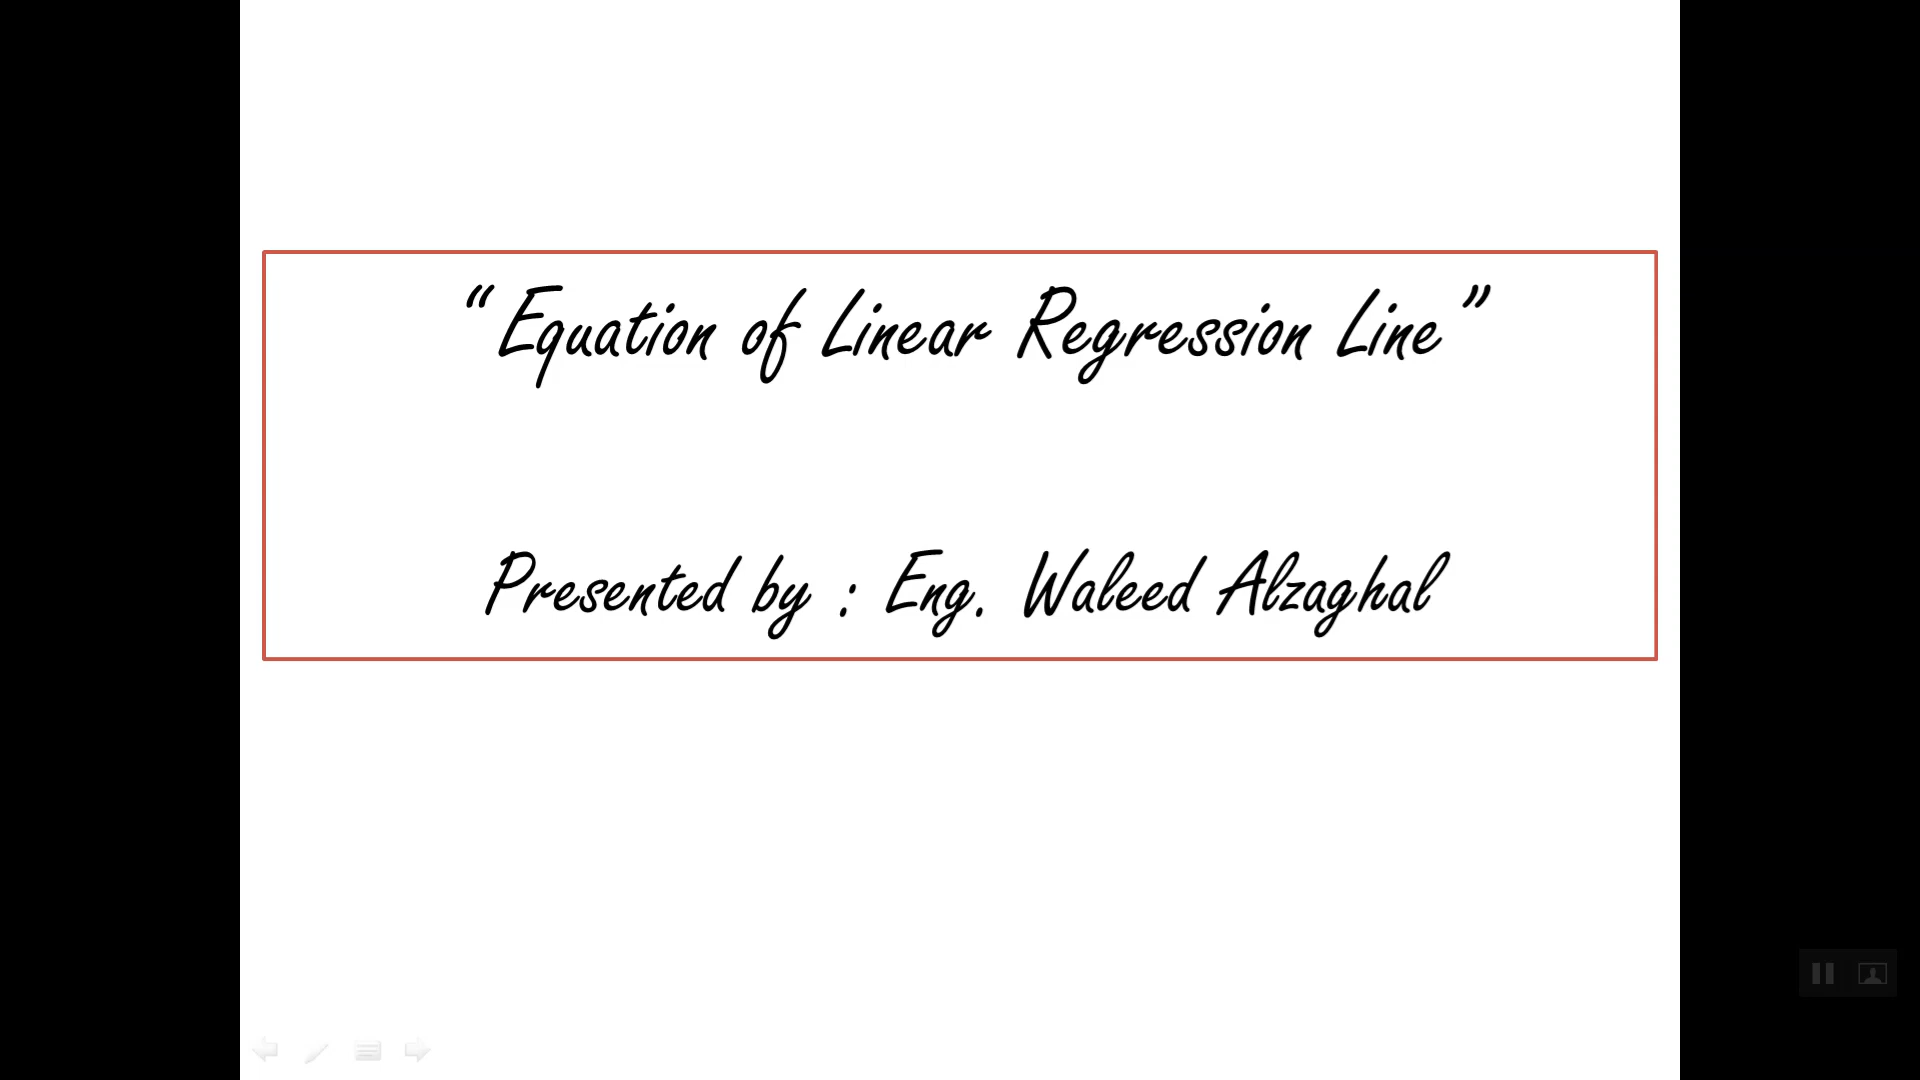 “Equation of Linear Regression Line”
Presented by : Eng. Waleed Alzaghal